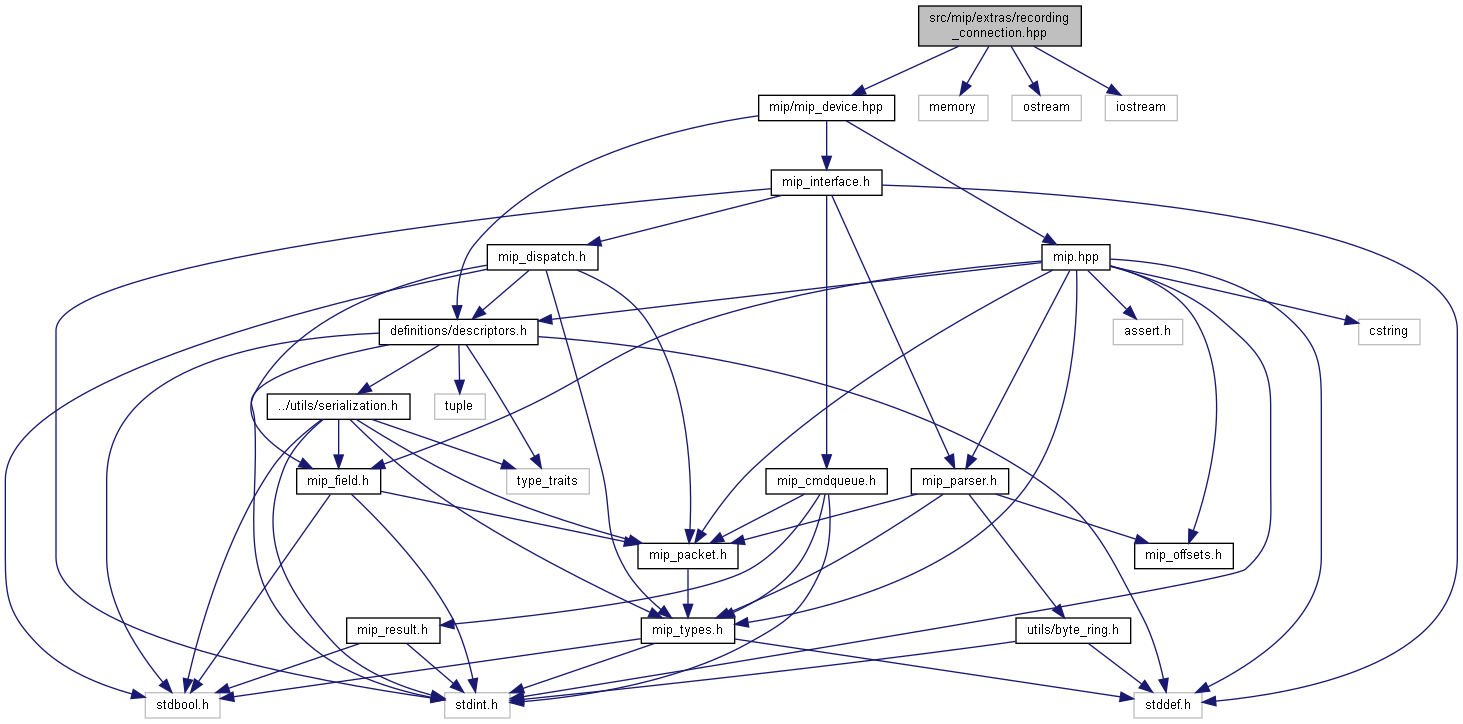 src/mip/extras/recording
_connection.hpp
mip/mip_device.hpp
memory
ostream
iostream
mip_interface.h
mip_dispatch.h
mip.hpp
definitions/descriptors.h
assert.h
cstring
../utils/serialization.h
tuple
mip_field.h
type_traits
mip_cmdqueue.h
mip_parser.h
mip_packet.h
mip_offsets.h
mip_result.h
mip_types.h
utils/byte_ring.h
stdbool.h
stdint.h
stddef.h